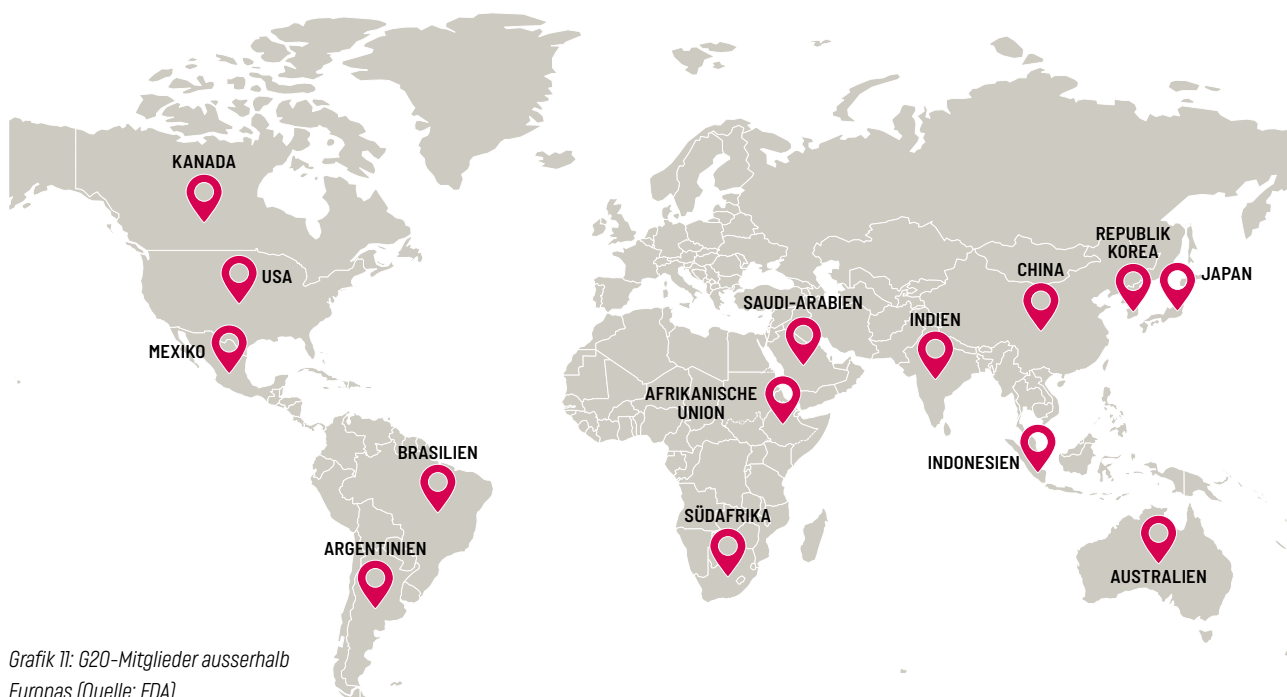 KANADA
USA
MEXIKO
BRASILIEN
ARGENTINIEN
SAUDI-ARABIEN
AFRIKANISCHE
UNION
SÜDAFRIKA
INDIEN
CHINA
REPUBLIK
KOREA
JAPAN
INDONESIEN
AUSTRALIEN
Grafik 11: G20-Mitglieder ausserhalb
Europas (Quelle: EDA)